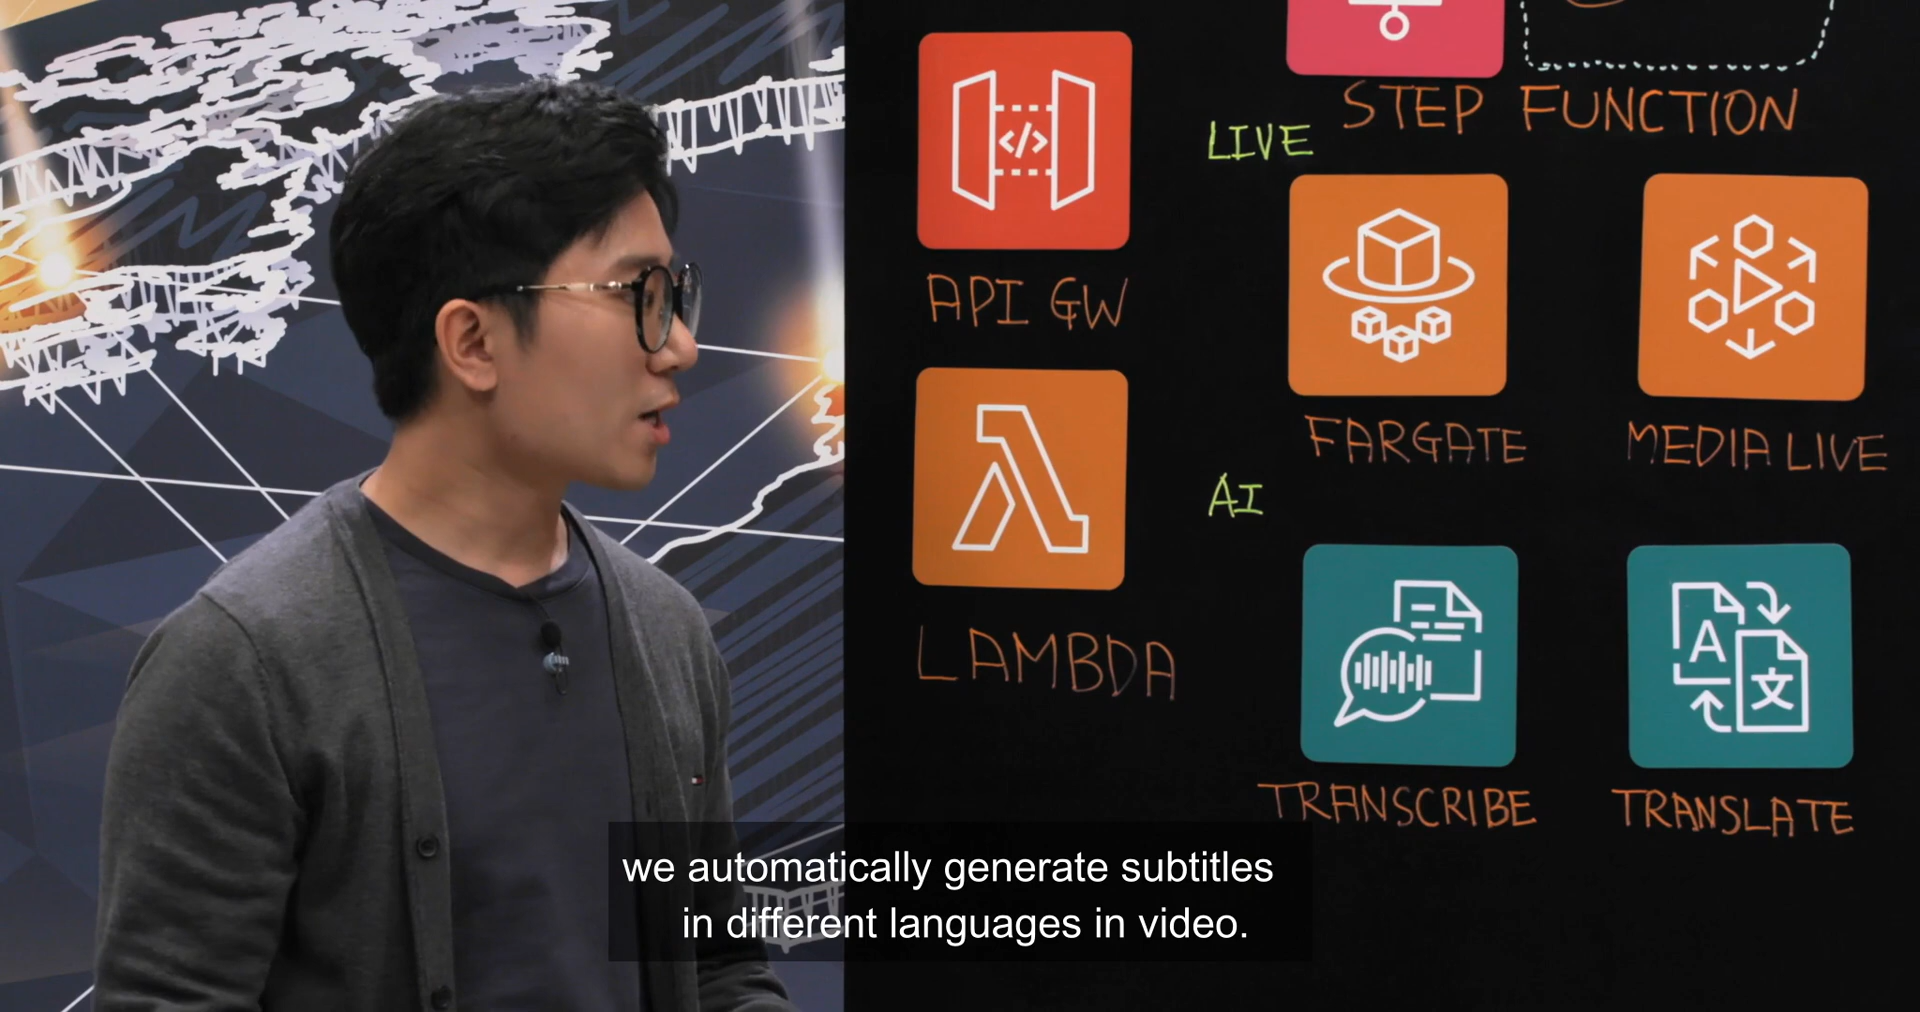 STEP FUNCTION
LIVE
</>
API GW
FARGATE
MEDIA LIVE
AI
A
文
LAMBDA
TRANSCRIBE
TRANSLATE
we automatically generate subtitles
in different languages in video.